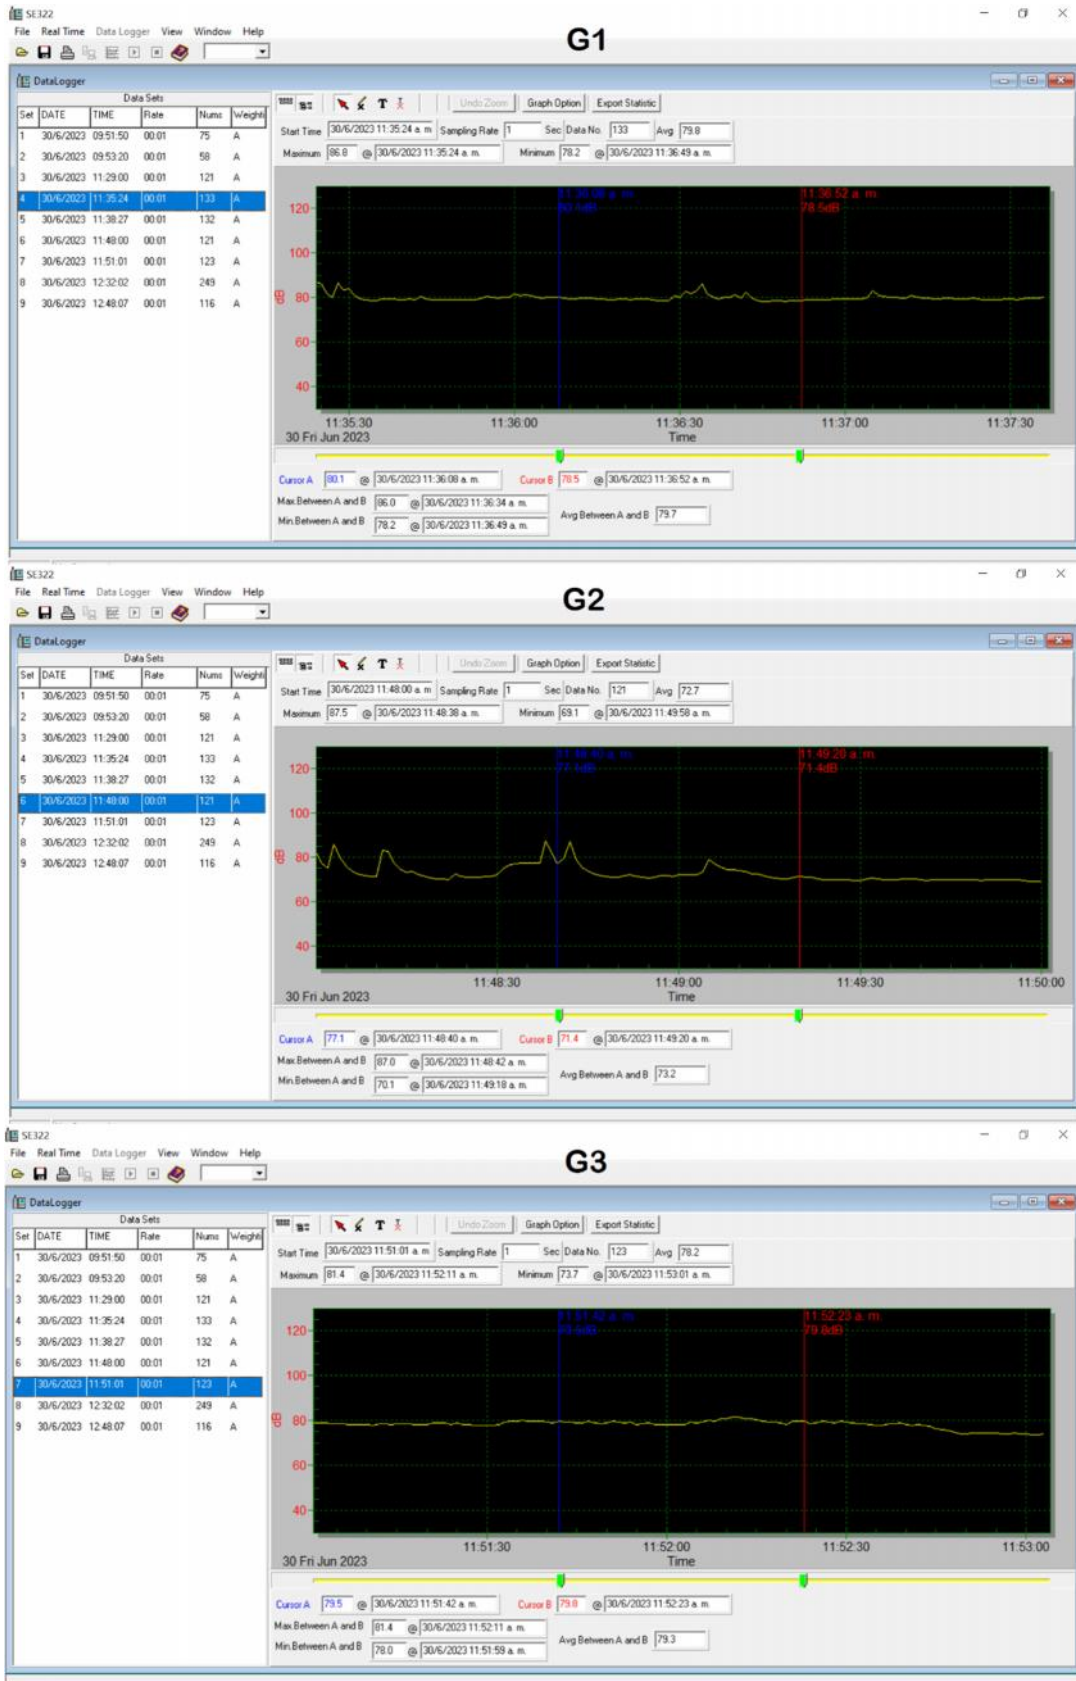 SE322
File Real Time Data Logger View Window Help
G1
DataLogger
Data Sets
Set DATE TIME Rate Nums Weighti
1 30/6/2023 09:51:50 00:01 75 A
2 30/6/2023 09:53:20 00:01 58 A
3 30/6/2023 11:29:00 00:01 121 A
4 30/6/2023 11:35:24 00:01 133 A
5 30/6/2023 11:38:27 00:01 132 A
6 30/6/2023 11:48:00 00:01 121 A
7 30/6/2023 11:51:01 00:01 123 A
8 30/6/2023 12:32:02 00:01 249 A
9 30/6/2023 12:48:07 00:01 116 A
T Undo Zoom Graph Option Export Statistic
Start Time 30/6/2023 11:35:24 a. m Sampling Rate 1 Sec Data No. 133 Avg 79.8
Maximum 86.8 @ 30/6/2023 11:35:24 a. m. Minimum 78.2 @ 30/6/2023 11:36:49 a. m.
11:36:08 a. m. 11:36:52 a. m.
80.1dB 78.5dB
120
100
dB 80
60
40
11:35:30 11:36:00 11:36:30 11:37:00 11:37:30
30 Fri Jun 2023 Time
Cursor A 80.1 @ 30/6/2023 11:36:08 a. m. Cursor B 78.5 @ 30/6/2023 11:36:52 a. m.
Max.Between A and B 86.0 @ 30/6/2023 11:36:34 a. m.
Min.Between A and B 78.2 @ 30/6/2023 11:36:49 a. m. Avg Between A and B 79.7
SE322
File Real Time Data Logger View Window Help
G2
DataLogger
Data Sets
Set DATE TIME Rate Nums Weighti
1 30/6/2023 09:51:50 00:01 75 A
2 30/6/2023 09:53:20 00:01 58 A
3 30/6/2023 11:29:00 00:01 121 A
4 30/6/2023 11:35:24 00:01 133 A
5 30/6/2023 11:38:27 00:01 132 A
6 30/6/2023 11:48:00 00:01 121 A
7 30/6/2023 11:51:01 00:01 123 A
8 30/6/2023 12:32:02 00:01 249 A
9 30/6/2023 12:48:07 00:01 116 A
T Undo Zoom Graph Option Export Statistic
Start Time 30/6/2023 11:48:00 a. m Sampling Rate 1 Sec Data No. 121 Avg 72.7
Maximum 87.5 @ 30/6/2023 11:48:38 a. m. Minimum 69.1 @ 30/6/2023 11:49:58 a. m.
11:48:40 a. m. 11:49:20 a. m.
77.1dB 71.4dB
120
100
dB 80
60
40
11:48:30 11:49:00 11:49:30 11:50:00
30 Fri Jun 2023 Time
Cursor A 77.1 @ 30/6/2023 11:48:40 a. m. Cursor B 71.4 @ 30/6/2023 11:49:20 a. m.
Max.Between A and B 87.0 @ 30/6/2023 11:48:42 a. m.
Min.Between A and B 70.1 @ 30/6/2023 11:49:18 a. m. Avg Between A and B 73.2
SE322
File Real Time Data Logger View Window Help
G3
DataLogger
Data Sets
Set DATE TIME Rate Nums Weighti
1 30/6/2023 09:51:50 00:01 75 A
2 30/6/2023 09:53:20 00:01 58 A
3 30/6/2023 11:29:00 00:01 121 A
4 30/6/2023 11:35:24 00:01 133 A
5 30/6/2023 11:38:27 00:01 132 A
6 30/6/2023 11:48:00 00:01 121 A
7 30/6/2023 11:51:01 00:01 123 A
8 30/6/2023 12:32:02 00:01 249 A
9 30/6/2023 12:48:07 00:01 116 A
T Undo Zoom Graph Option Export Statistic
Start Time 30/6/2023 11:51:01 a. m Sampling Rate 1 Sec Data No. 123 Avg 78.2
Maximum 81.4 @ 30/6/2023 11:52:11 a. m. Minimum 73.7 @ 30/6/2023 11:53:01 a. m.
11:51:42 a. m. 11:52:23 a. m.
79.5dB 79.8dB
120
100
dB 80
60
40
11:51:30 11:52:00 11:52:30 11:53:00
30 Fri Jun 2023 Time
Cursor A 79.5 @ 30/6/2023 11:51:42 a. m. Cursor B 79.8 @ 30/6/2023 11:52:23 a. m.
Max.Between A and B 81.4 @ 30/6/2023 11:52:11 a. m.
Min.Between A and B 78.0 @ 30/6/2023 11:51:59 a. m. Avg Between A and B 79.3